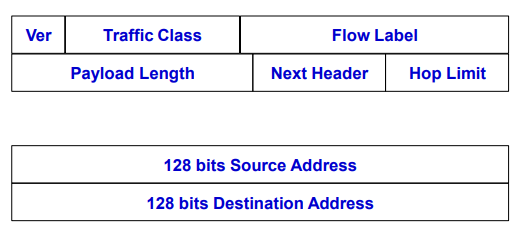 Ver Traffic Class Flow Label
Payload Length Next Header Hop Limit
128 bits Source Address
128 bits Destination Address